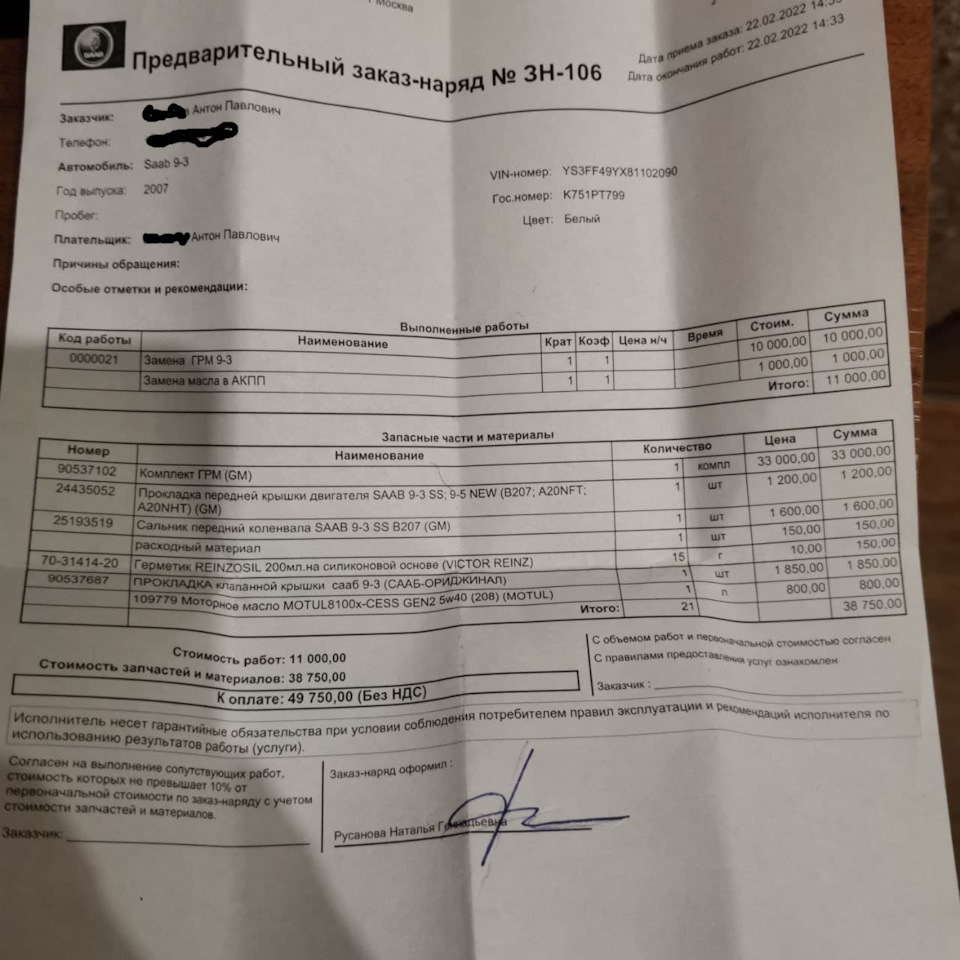 Москва
SAAB
Предварительный заказ-наряд № ЗН-106
Дата приема заказа: 22.02.2022 14:33
Дата окончания работ: 22.02.2022 14:33
Заказчик: Антон Павлович
Телефон:
Автомобиль: Saab 9-3
VIN-номер: YS3FF49YX81102090
Год выпуска: 2007
Гос.номер: К751РТ799
Пробег:
Цвет: Белый
Плательщик: Антон Павлович
Причины обращения:
Особые отметки и рекомендации:
Выполненные работы
Код работы Наименование Крат Коэф Цена н/ч Время Стоим. Сумма
0000021 Замена ГРМ 9-3 1 1 10 000,00 10 000,00
Замена масла в АКПП 1 1 1 000,00 1 000,00
Итого: 11 000,00
Запасные части и материалы
Номер Наименование Количество Цена Сумма
90537102 Комплект ГРМ (GM) 1 компл 33 000,00 33 000,00
24435052 Прокладка передней крышки двигателя SAAB 9-3 SS; 9-5 NEW (B207; A20NFT; 1 шт 1 200,00 1 200,00
A20NHT) (GM)
25193519 Сальник передний коленвала SAAB 9-3 SS B207 (GM) 1 шт 1 600,00 1 600,00
расходный материал 1 шт 150,00 150,00
70-31414-20 Герметик REINZOSIL 200мл.на силиконовой основе (VICTOR REINZ) 15 г 10,00 150,00
90537687 ПРОКЛАДКА клапанной крышки сааб 9-3 (СААБ-ОРИДЖИНАЛ) 1 шт 1 850,00 1 850,00
109779 Моторное масло MOTUL8100x-CESS GEN2 5w40 (208) (MOTUL) 1 л 800,00 800,00
Итого: 21 38 750,00
Стоимость работ: 11 000,00
Стоимость запчастей и материалов: 38 750,00
К оплате: 49 750,00 (Без НДС)
С объемом работ и первоначальной стоимостью согласен
С правилами предоставления услуг ознакомлен
Заказчик :
Исполнитель несет гарантийные обязательства при условии соблюдения потребителем правил эксплуатации и рекомендаций исполнителя по
использованию результатов работы (услуги).
Согласен на выполнение сопутствующих работ,
стоимость которых не превышает 10% от
первоначальной стоимости по заказ-наряду с учетом
стоимости запчастей и материалов.
Заказчик:
Заказ-наряд оформил :
Русанова Наталья Геннадьевна